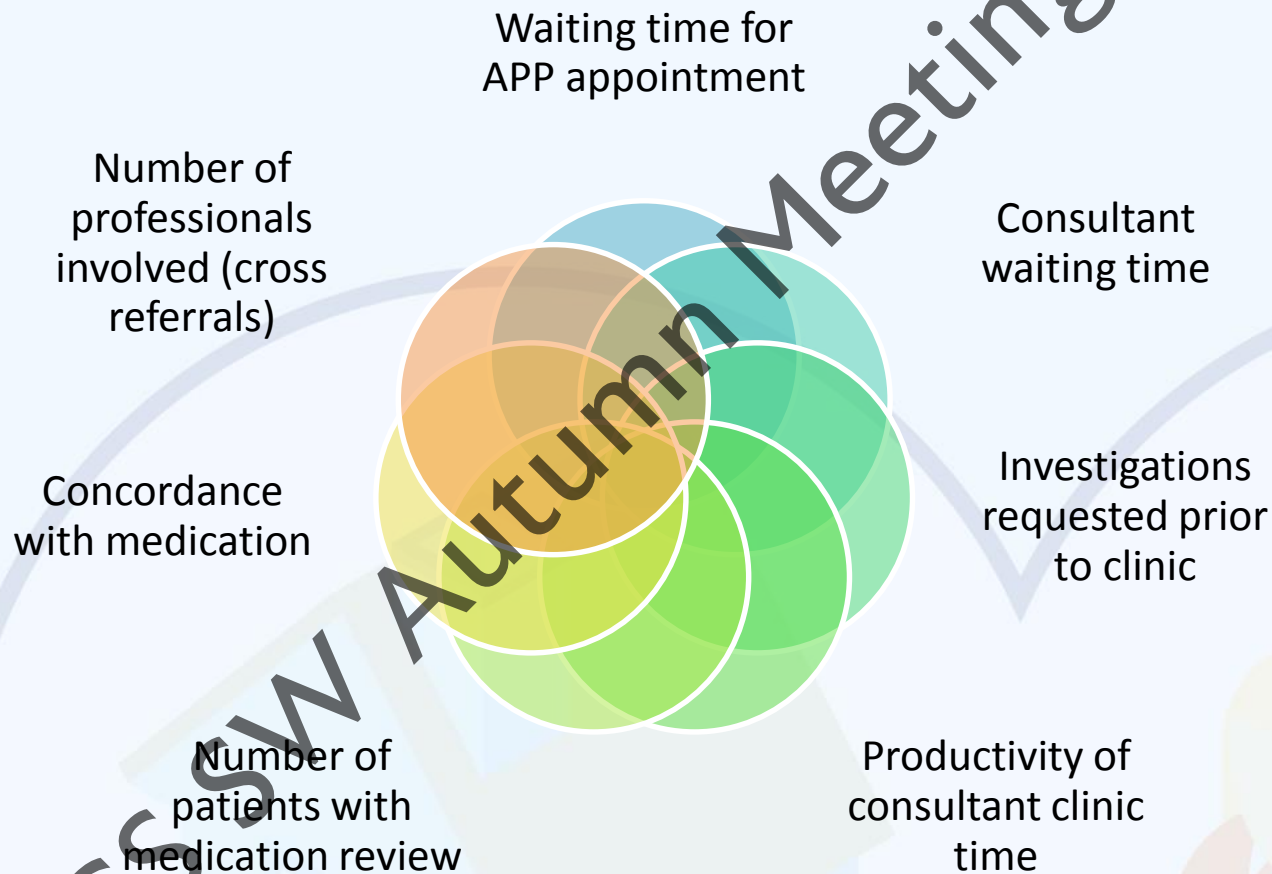 Waiting time for
APP appointment
Number of
professionals
involved (cross
referrals)
Consultant
waiting time
Concordance
with medication
Investigations
requested prior
to clinic
Number of
patients with
medication review
Productivity of
consultant clinic
time
SW Autumn Meeting